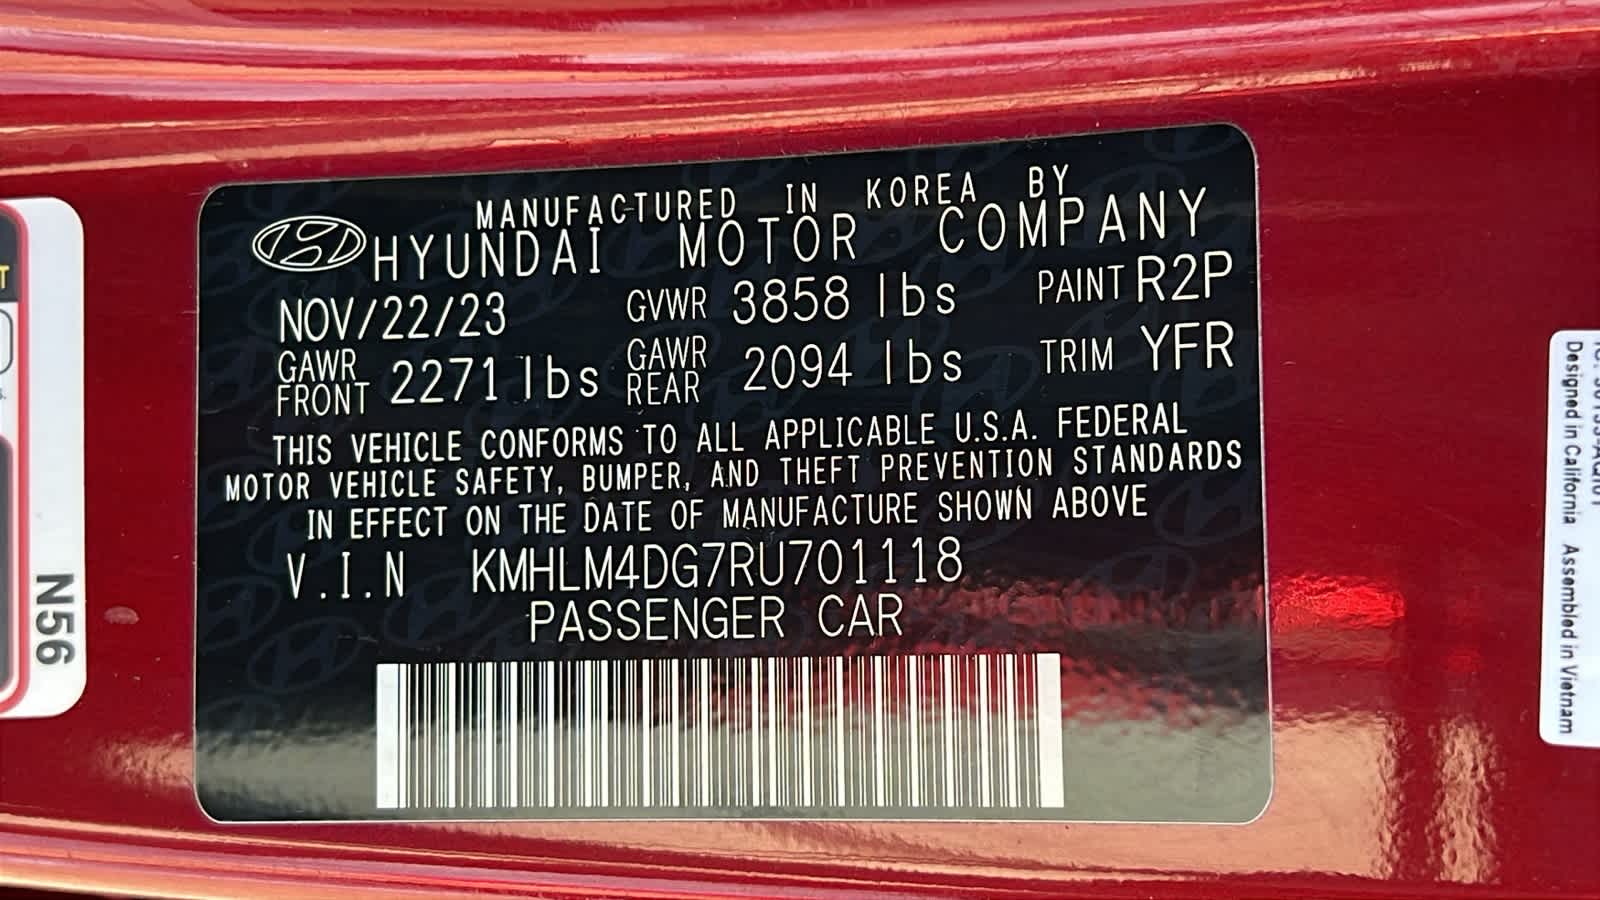 MANUFACTURED IN KOREA BY
HYUNDAI MOTOR COMPANY
NOV/22/23 GVWR 3858 lbs PAINT R2P
GAWR FRONT 2271 lbs GAWR REAR 2094 lbs TRIM YFR
THIS VEHICLE CONFORMS TO ALL APPLICABLE U.S.A. FEDERAL
MOTOR VEHICLE SAFETY, BUMPER, AND THEFT PREVENTION STANDARDS
IN EFFECT ON THE DATE OF MANUFACTURE SHOWN ABOVE
V.I.N KMHLM4DG7RU701118
PASSENGER CAR
N56
Designed in California Assembled in Vietnam